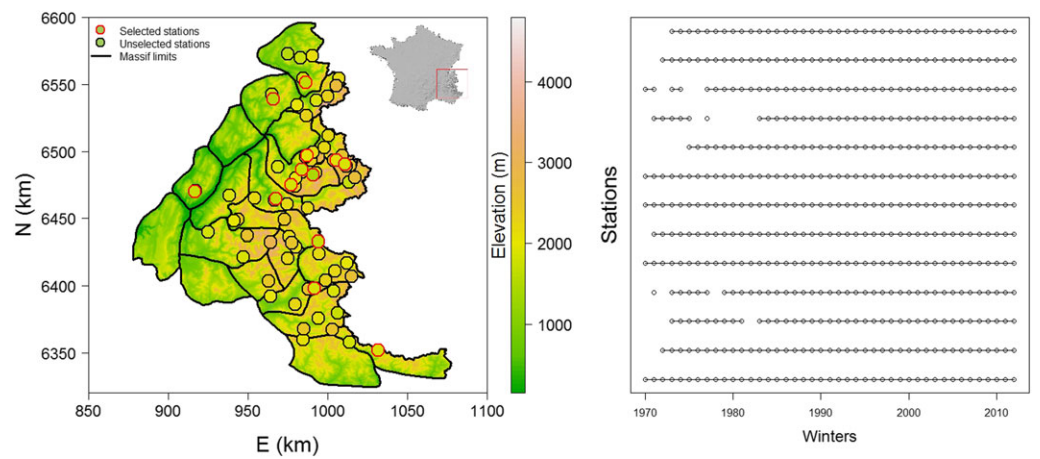 6600
6550
6500
6450
6400
6350
N (km)
Selected stations
Unselected stations
Massif limits
850
900
950
1000
1050
1100
E (km)
Elevation (m)
4000
3000
2000
1000
Stations
1970
1980
1990
2000
2010
Winters